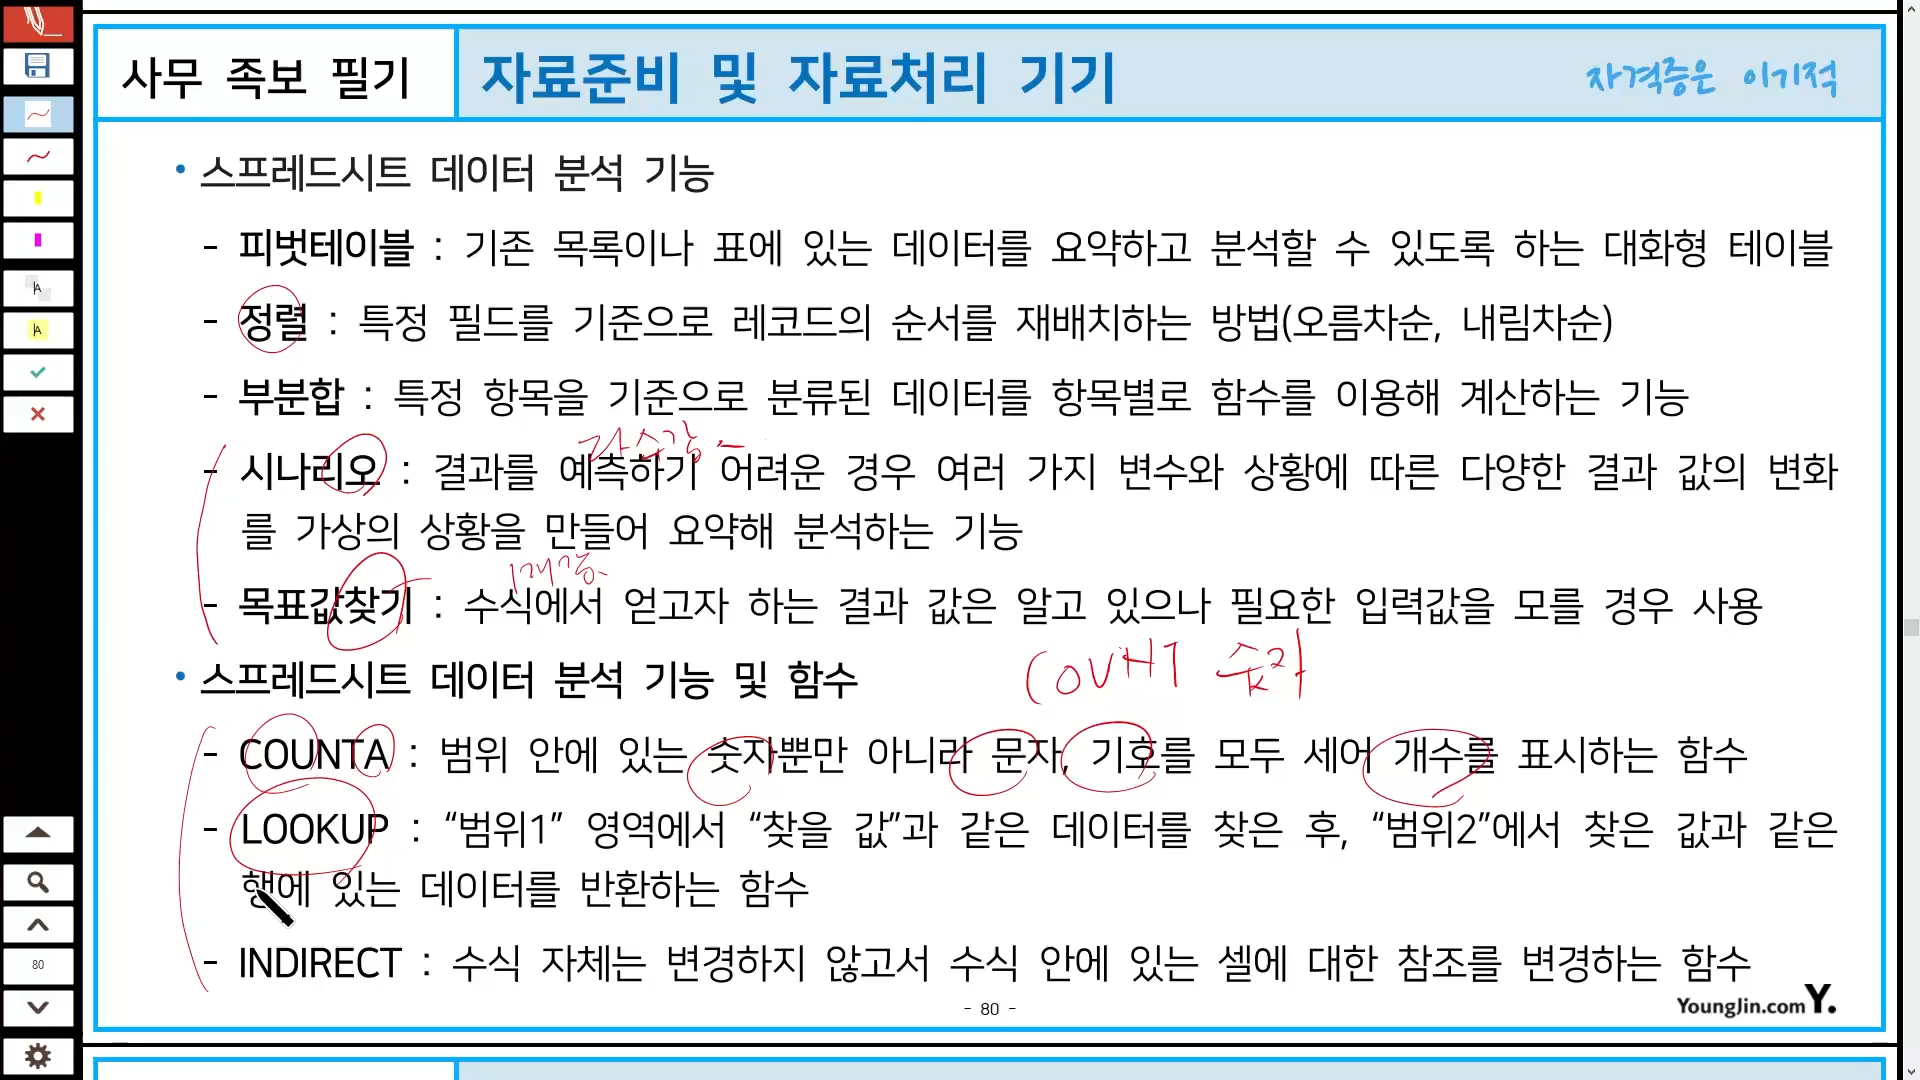 사무 족보 필기
자료준비 및 자료처리 기기
자격증은 이기적
• 스프레드시트 데이터 분석 기능
- 피벗테이블 : 기존 목록이나 표에 있는 데이터를 요약하고 분석할 수 있도록 하는 대화형 테이블
- 정렬 : 특정 필드를 기준으로 레코드의 순서를 재배치하는 방법(오름차순, 내림차순)
- 부분합 : 특정 항목을 기준으로 분류된 데이터를 항목별로 함수를 이용해 계산하는 기능
- 시나리오 : 결과를 예측하기 어려운 경우 여러 가지 변수와 상황에 따른 다양한 결과 값의 변화
를 가상의 상황을 만들어 요약해 분석하는 기능
- 목표값찾기 : 수식에서 얻고자 하는 결과 값은 알고 있으나 필요한 입력값을 모를 경우 사용
• 스프레드시트 데이터 분석 기능 및 함수
COUNT 숫자
- COUNTA : 범위 안에 있는 숫자뿐만 아니라 문자, 기호를 모두 세어 개수를 표시하는 함수
- LOOKUP : “범위1” 영역에서 “찾을 값”과 같은 데이터를 찾은 후, “범위2”에서 찾은 값과 같은
행에 있는 데이터를 반환하는 함수
- INDIRECT : 수식 자체는 변경하지 않고서 수식 안에 있는 셀에 대한 참조를 변경하는 함수
- 80 -
YoungJin.com Y.
80